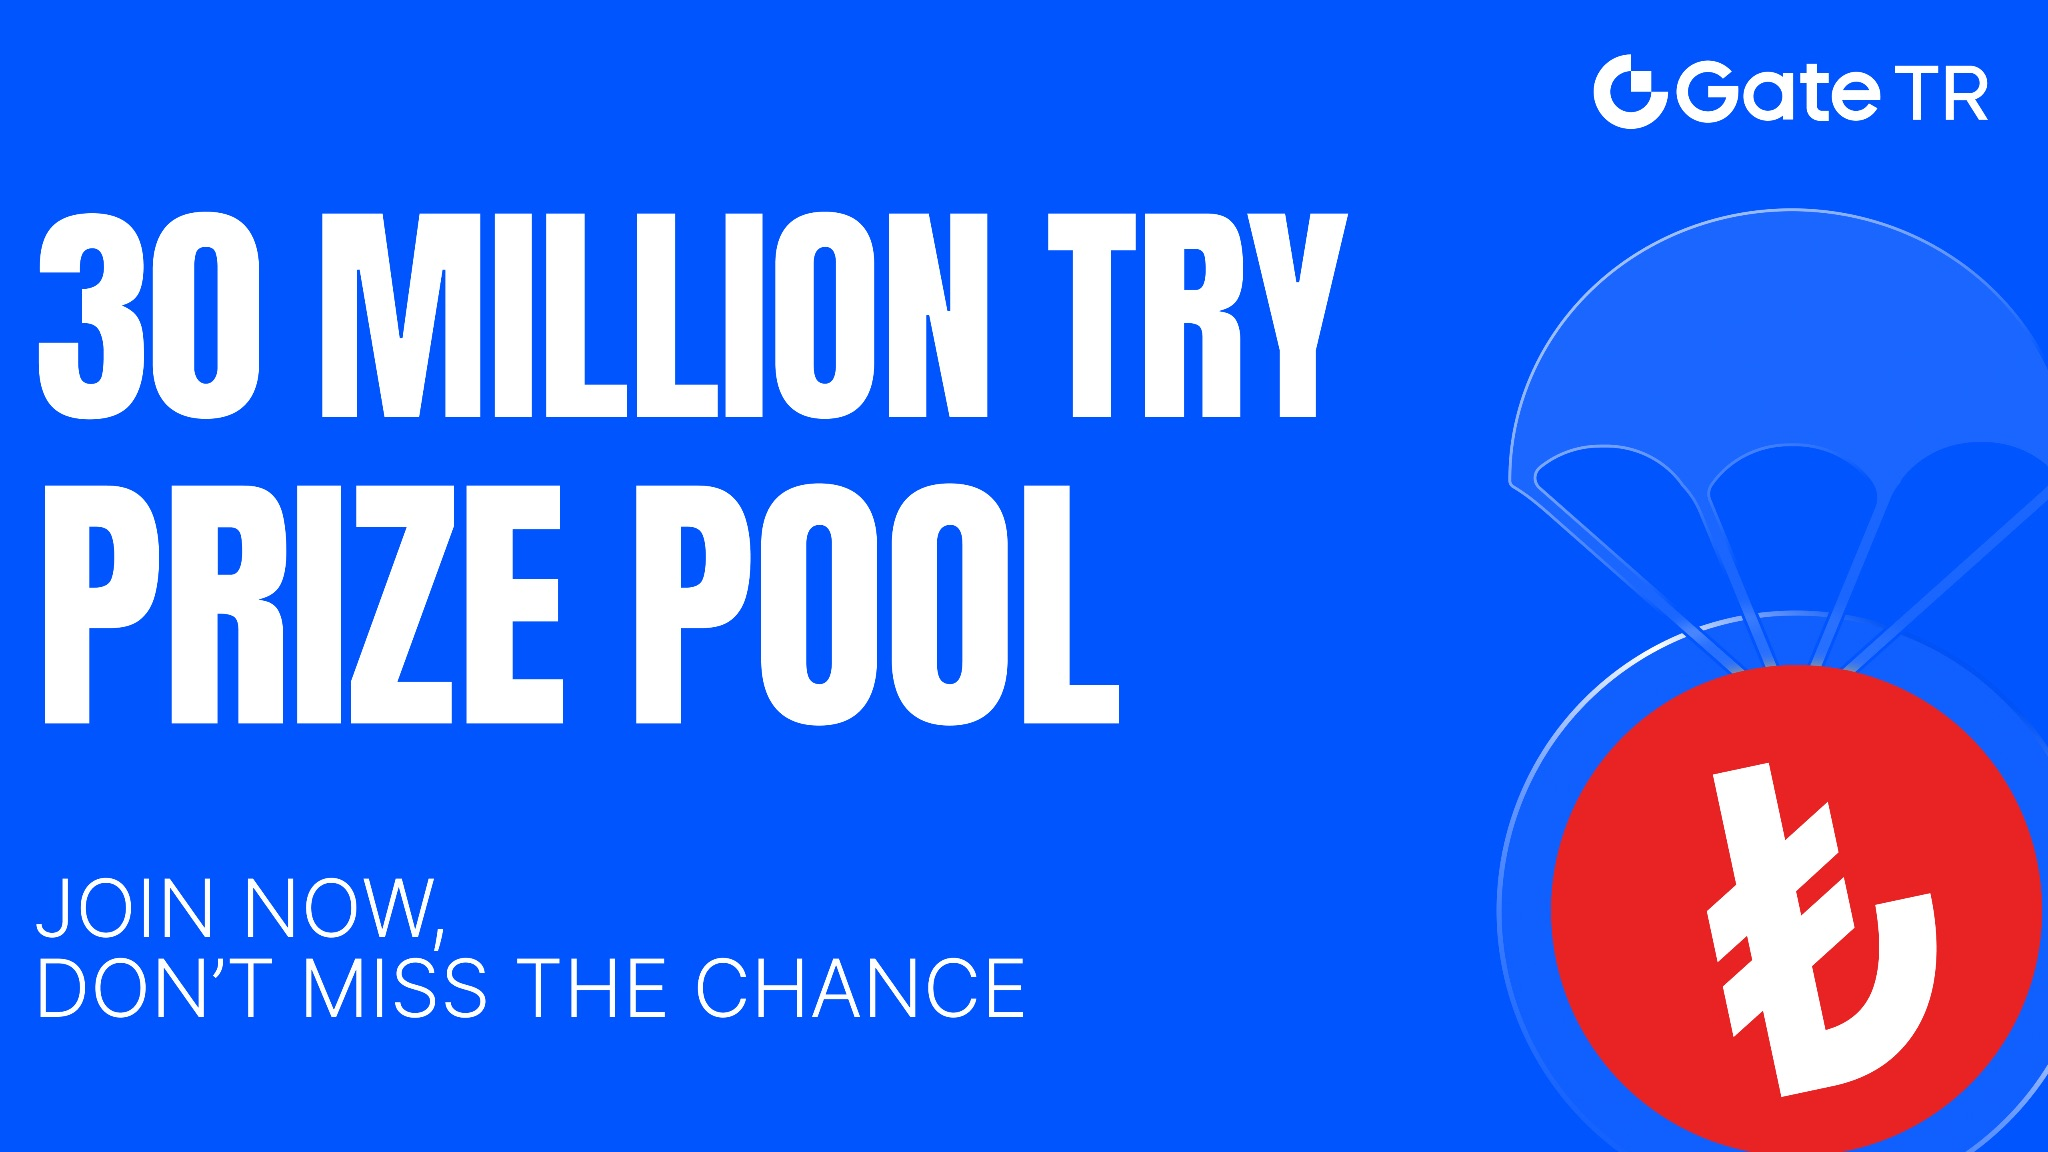 Gate TR
30 MILLION TRY
PRIZE POOL
JOIN NOW,
DON'T MISS THE CHANCE
₺